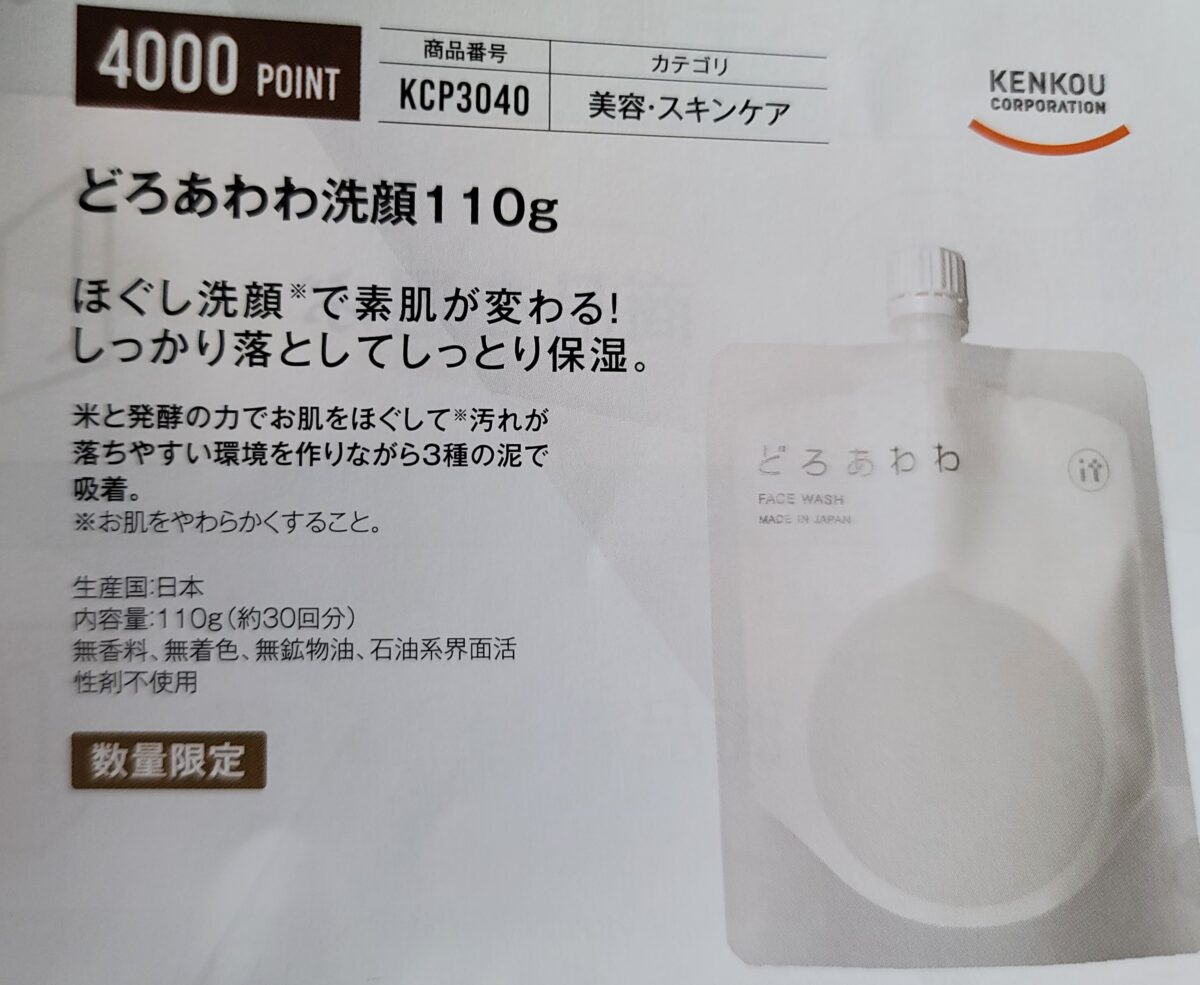 4000 POINT
商品番号
KCP3040
カテゴリ
美容・スキンケア
KENKOU
CORPORATION
どろあわわ洗顔110g
ほぐし洗顔※で素肌が変わる!
しっかり落としてしっとり保湿。
米と発酵の力でお肌をほぐして※汚れが
落ちやすい環境を作りながら3種の泥で
吸着。
※お肌をやわらかくすること。
生産国:日本
内容量:110g(約30回分)
無香料、無着色、無鉱物油、石油系界面活
性剤不使用
数量限定
どろあわわ
FACE WASH
MADE IN JAPAN